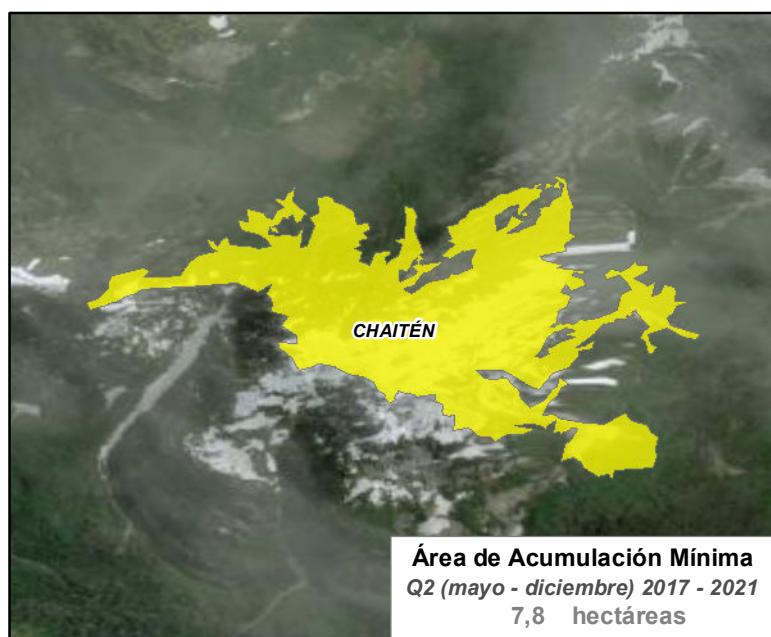 CHAITÉN
Área de Acumulación Mínima
Q2 (mayo - diciembre) 2017 - 2021
7,8 hectáreas